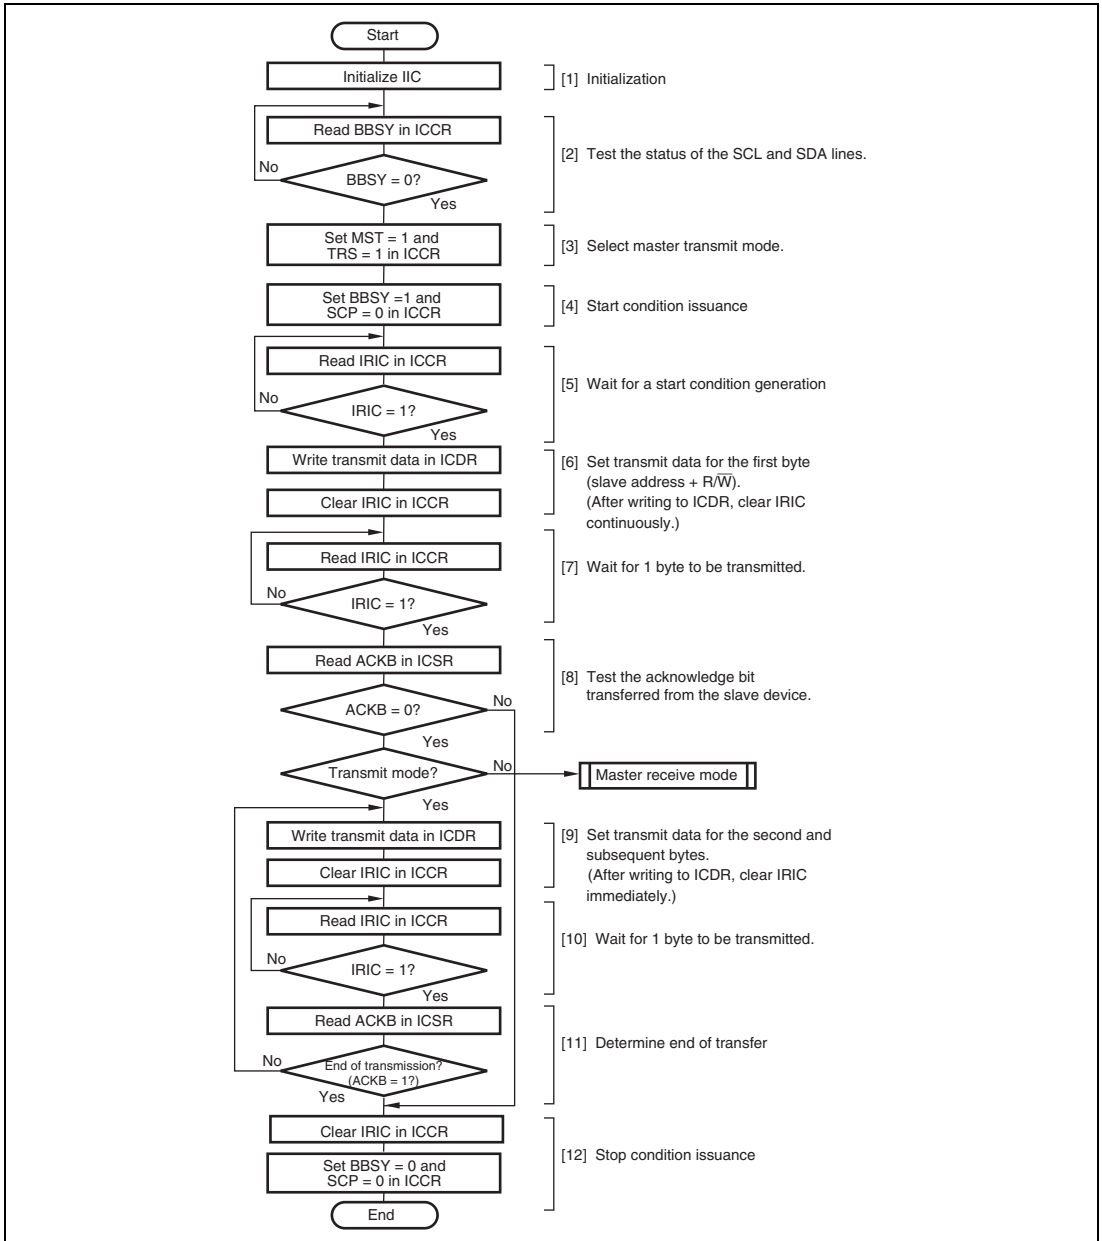 Start
Initialize IIC
[1] Initialization
Read BBSY in ICCR
[2] Test the status of the SCL and SDA lines.
No
BBSY = 0?
Yes
Set MST = 1 and
TRS = 1 in ICCR
[3] Select master transmit mode.
Set BBSY =1 and
SCP = 0 in ICCR
[4] Start condition issuance
Read IRIC in ICCR
[5] Wait for a start condition generation
No
IRIC = 1?
Yes
Write transmit data in ICDR
[6] Set transmit data for the first byte
(slave address + R/W̅).
(After writing to ICDR, clear IRIC
continuously.)
Clear IRIC in ICCR
Read IRIC in ICCR
[7] Wait for 1 byte to be transmitted.
No
IRIC = 1?
Yes
Read ACKB in ICSR
[8] Test the acknowledge bit
transferred from the slave device.
ACKB = 0?
No
Yes
Transmit mode?
No
Master receive mode
Yes
Write transmit data in ICDR
[9] Set transmit data for the second and
subsequent bytes.
(After writing to ICDR, clear IRIC
immediately.)
Clear IRIC in ICCR
Read IRIC in ICCR
[10] Wait for 1 byte to be transmitted.
No
IRIC = 1?
Yes
Read ACKB in ICSR
[11] Determine end of transfer
No
End of transmission?
(ACKB = 1?)
Yes
Clear IRIC in ICCR
[12] Stop condition issuance
Set BBSY = 0 and
SCP = 0 in ICCR
End